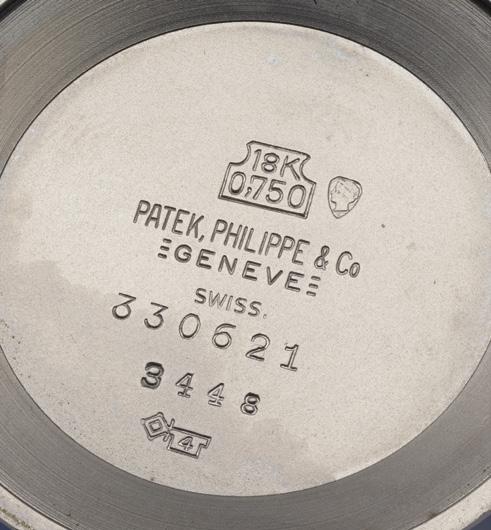 18K
0,750
PATEK, PHILIPPE & Co
GENEVE
SWISS.
330621
3448
4